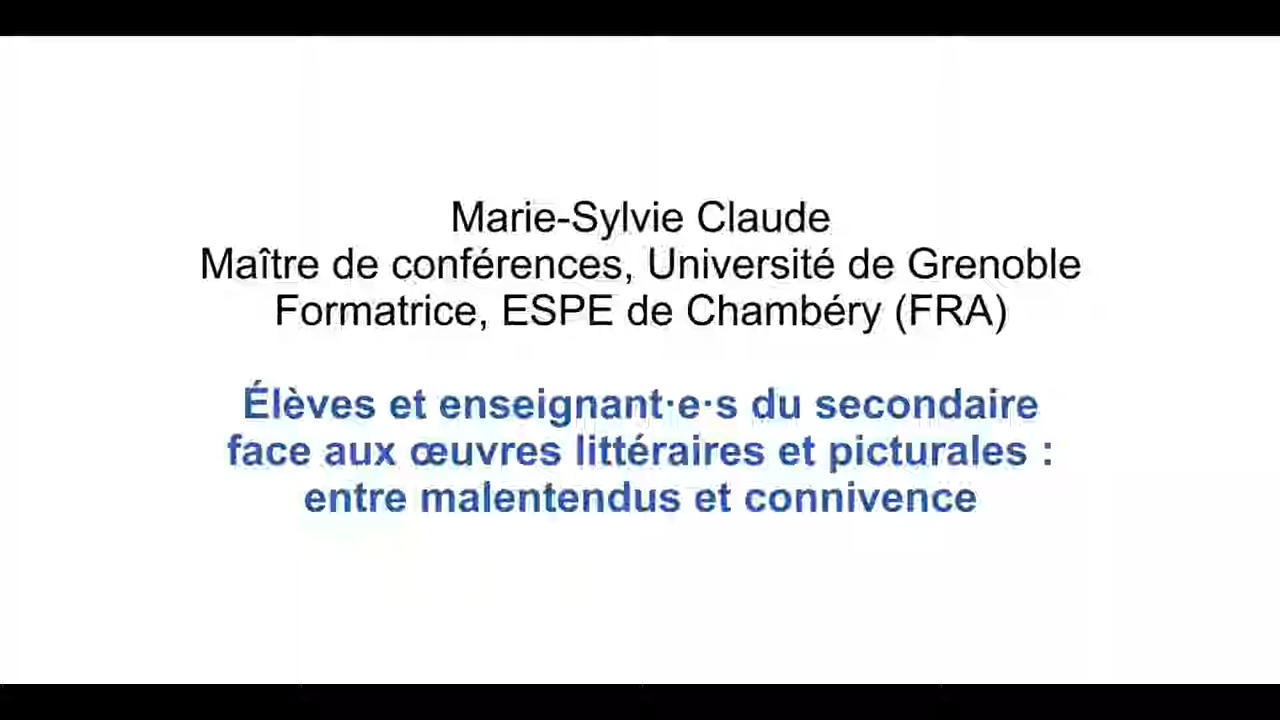 Marie-Sylvie Claude
Maître de conférences, Université de Grenoble
Formatrice, ESPE de Chambéry (FRA)
Élèves et enseignant·e·s du secondaire
face aux œuvres littéraires et picturales :
entre malentendus et connivence